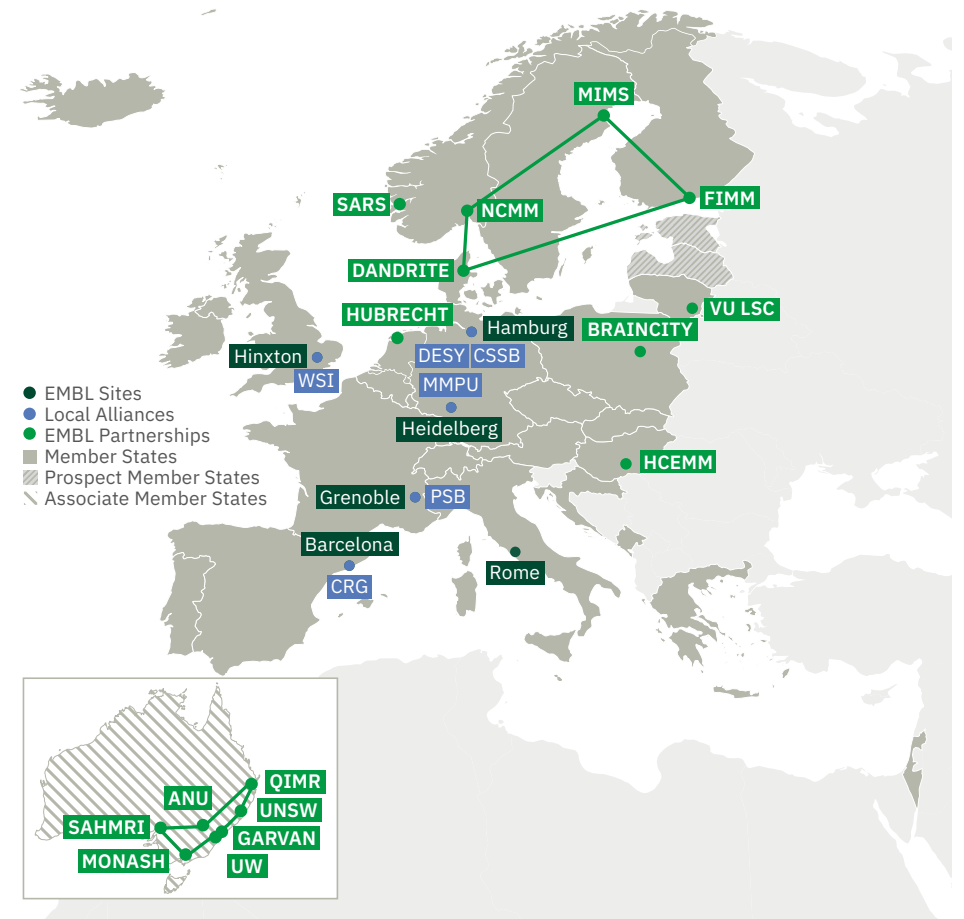 MIMS
SARS
NCMM
FIMM
DANDRITE
HUBRECHT
VU LSC
Hamburg
BRAINCITY
Hinxton
DESY CSSB
WSI
MMPU
EMBL Sites
Local Alliances
EMBL Partnerships
Member States
Prospect Member States
Associate Member States
Heidelberg
HCEMM
Grenoble
PSB
Barcelona
CRG
Rome
QIMR
ANU
UNSW
SAHMRI
GARVAN
MONASH
UW